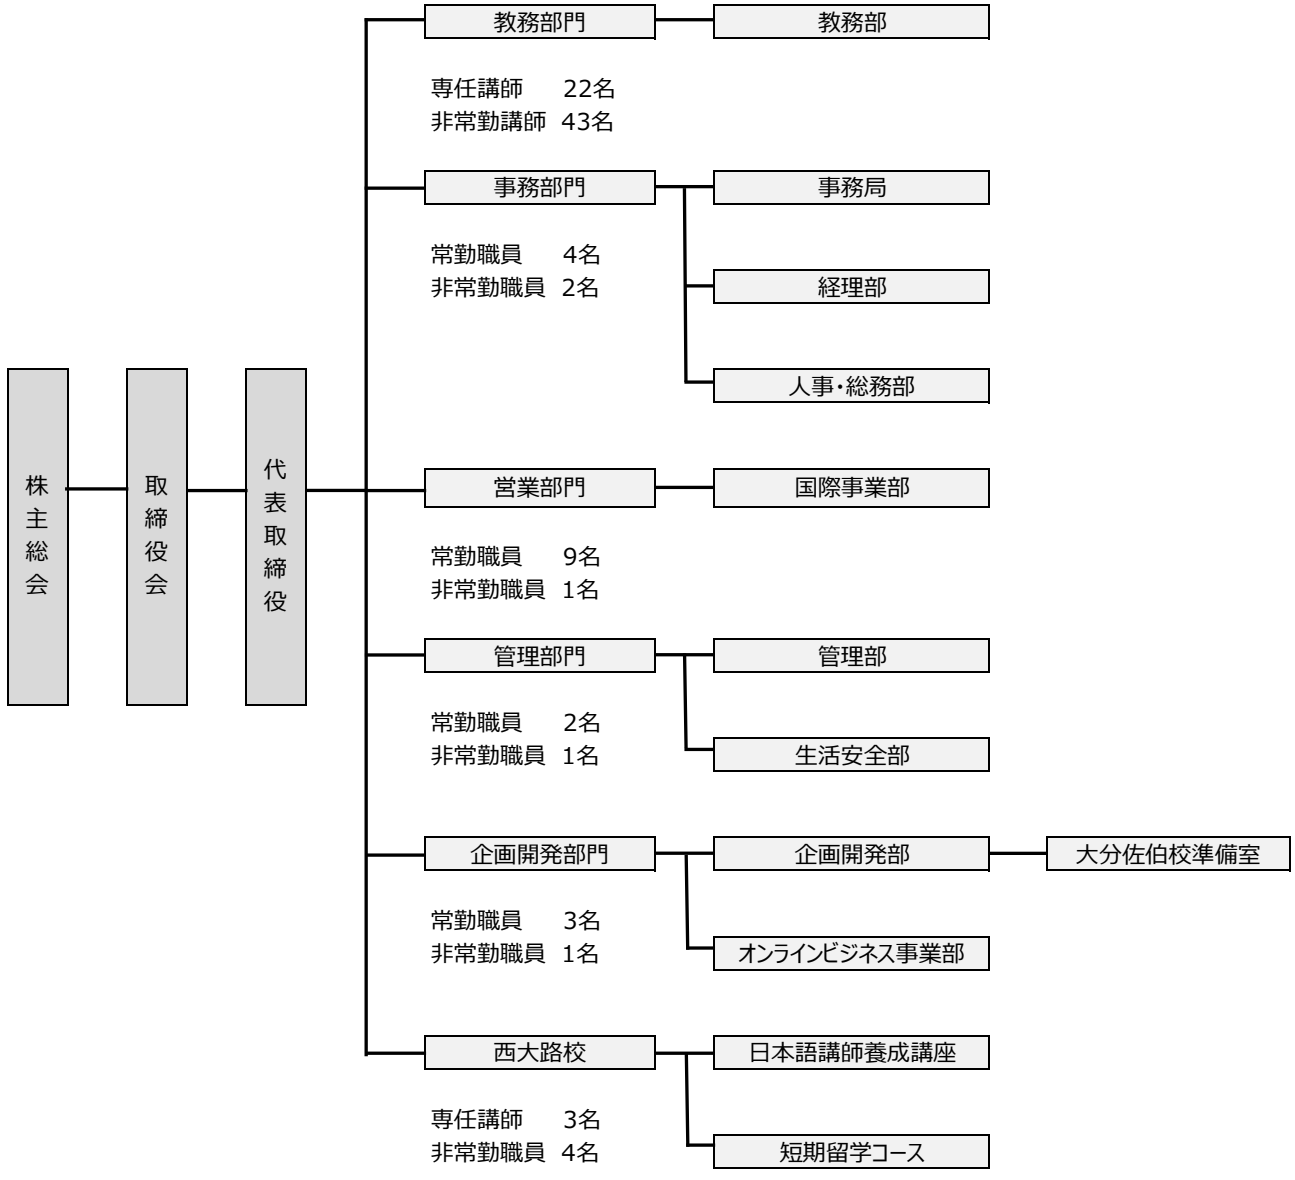 株主総会
取締役会
代表取締役
教務部門
教務部
専任講師 22名
非常勤講師 43名
事務部門
事務局
常勤職員 4名
非常勤職員 2名
経理部
人事・総務部
営業部門
国際事業部
常勤職員 9名
非常勤職員 1名
管理部門
管理部
常勤職員 2名
非常勤職員 1名
生活安全部
企画開発部門
企画開発部
大分佐伯校準備室
常勤職員 3名
非常勤職員 1名
オンラインビジネス事業部
西大路校
日本語講師養成講座
専任講師 3名
非常勤職員 4名
短期留学コース